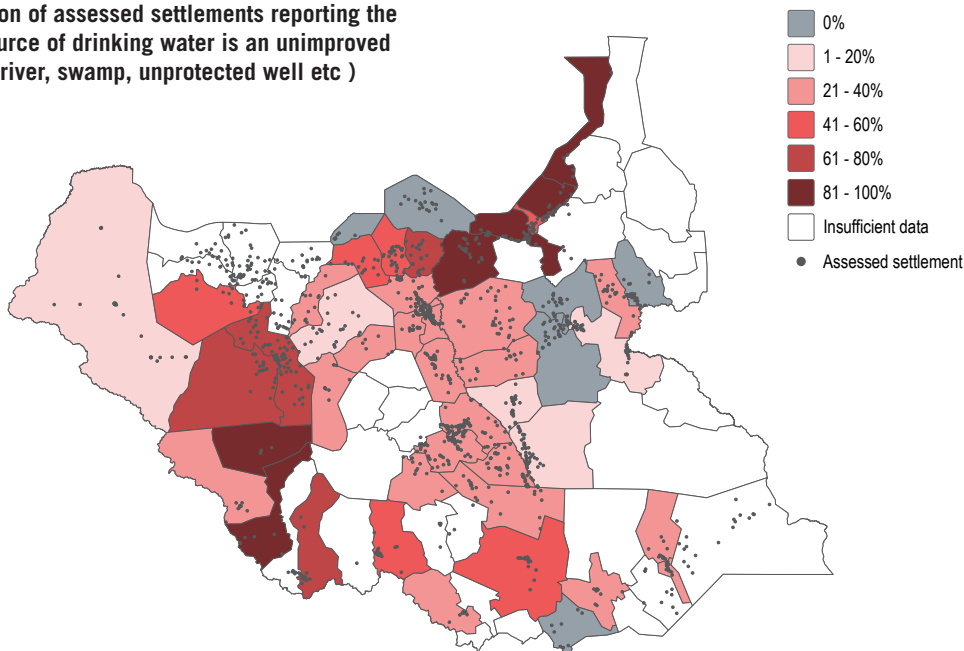 on of assessed settlements reporting the
urce of drinking water is an unimproved
river, swamp, unprotected well etc )
0%
1 - 20%
21 - 40%
41 - 60%
61 - 80%
81 - 100%
Insufficient data
Assessed settlement